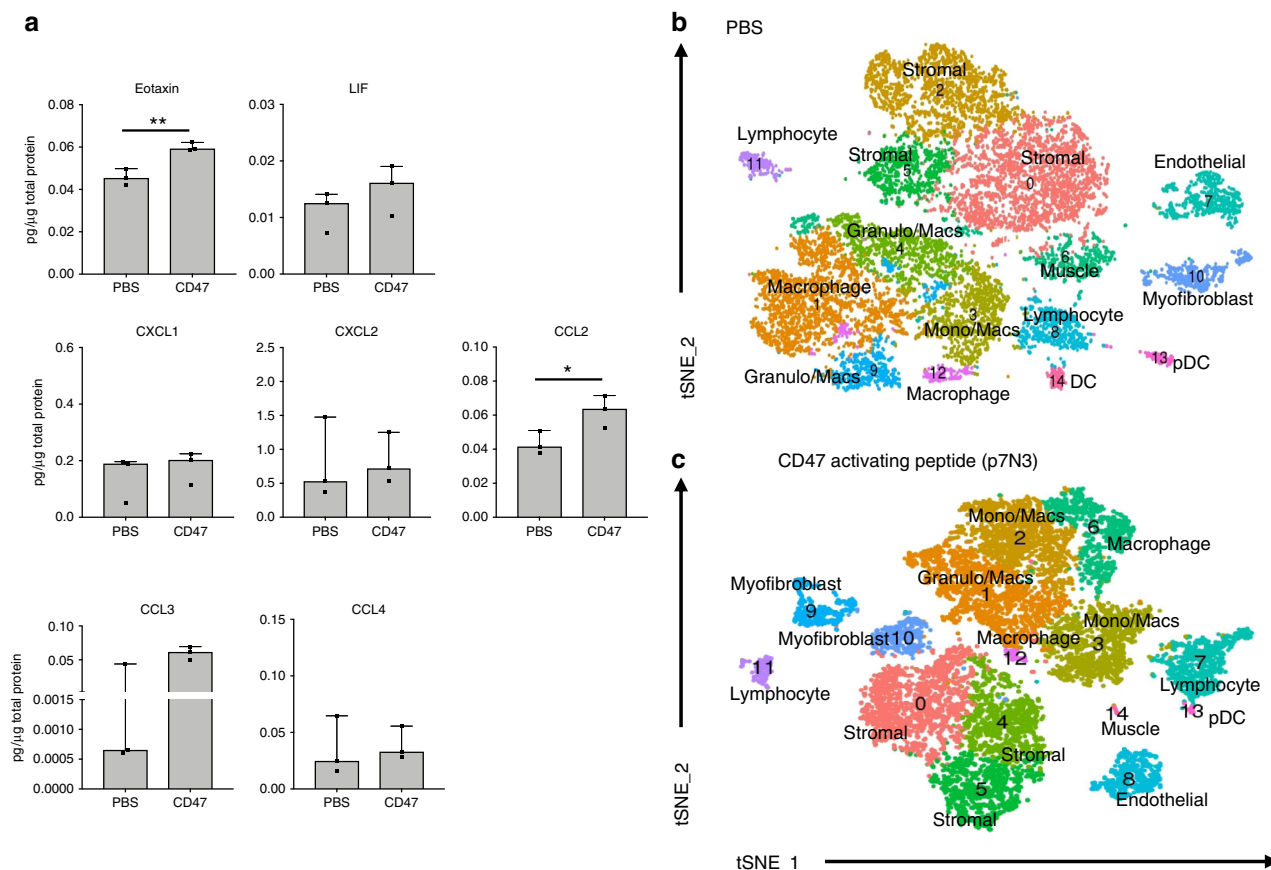 a
Eotaxin
LIF
pg/µg total protein
0.08
0.06
0.04
0.02
0.00
**
PBS
CD47
0.03
0.02
0.01
0.00
PBS
CD47
CXCL1
CXCL2
CCL2
pg/µg total protein
0.6
0.4
0.2
0.0
PBS
CD47
2.5
2.0
1.5
1.0
0.5
0.0
PBS
CD47
0.10
0.08
0.06
0.04
0.02
0.00
*
PBS
CD47
CCL3
CCL4
pg/µg total protein
0.10
0.05
0.0015
0.0010
0.0005
0.0000
PBS
CD47
0.15
0.10
0.05
0.00
PBS
CD47
b
PBS
tSNE_2
Stromal
2
Lymphocyte
11
Stromal
5
Stromal
0
Endothelial
7
Granulo/Macs
4
6
Muscle
10
Myofibroblast
Macrophage
1
3
Mono/Macs
Lymphocyte
8
Granulo/Macs
9
12
Macrophage
14 DC
13 pDC
c
CD47 activating peptide (p7N3)
tSNE_2
Mono/Macs
2
6
Macrophage
Granulo/Macs
1
Myofibroblast
9
Myofibroblast 10
Macrophage
12
Mono/Macs
3
11
Lymphocyte
7
Lymphocyte
0
Stromal
4
Stromal
14
Muscle
13 pDC
5
Stromal
8
Endothelial
tSNE_1